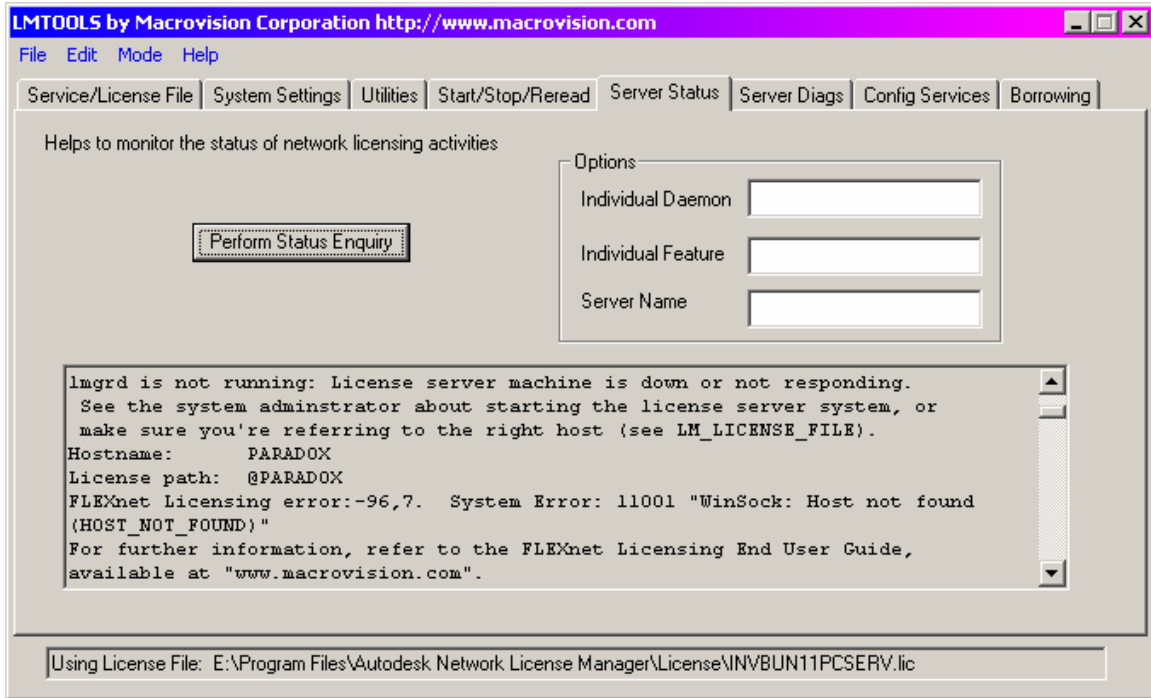 LMTOOLS by Macrovision Corporation http://www.macrovision.com
File Edit Mode Help
Service/License File System Settings Utilities Start/Stop/Reread Server Status Server Diags Config Services Borrowing
Helps to monitor the status of network licensing activities
Options
Individual Daemon
Perform Status Enquiry
Individual Feature
Server Name
lmgrd is not running: License server machine is down or not responding.
See the system adminstrator about starting the license server system, or
make sure you're referring to the right host (see LM_LICENSE_FILE).
Hostname: PARADOX
License path: @PARADOX
FLEXnet Licensing error:-96,7. System Error: 11001 "WinSock: Host not found
(HOST_NOT_FOUND)"
For further information, refer to the FLEXnet Licensing End User Guide,
available at "www.macrovision.com".
Using License File: E:\Program Files\Autodesk Network License Manager\License\INVBUN11PCSERV.lic